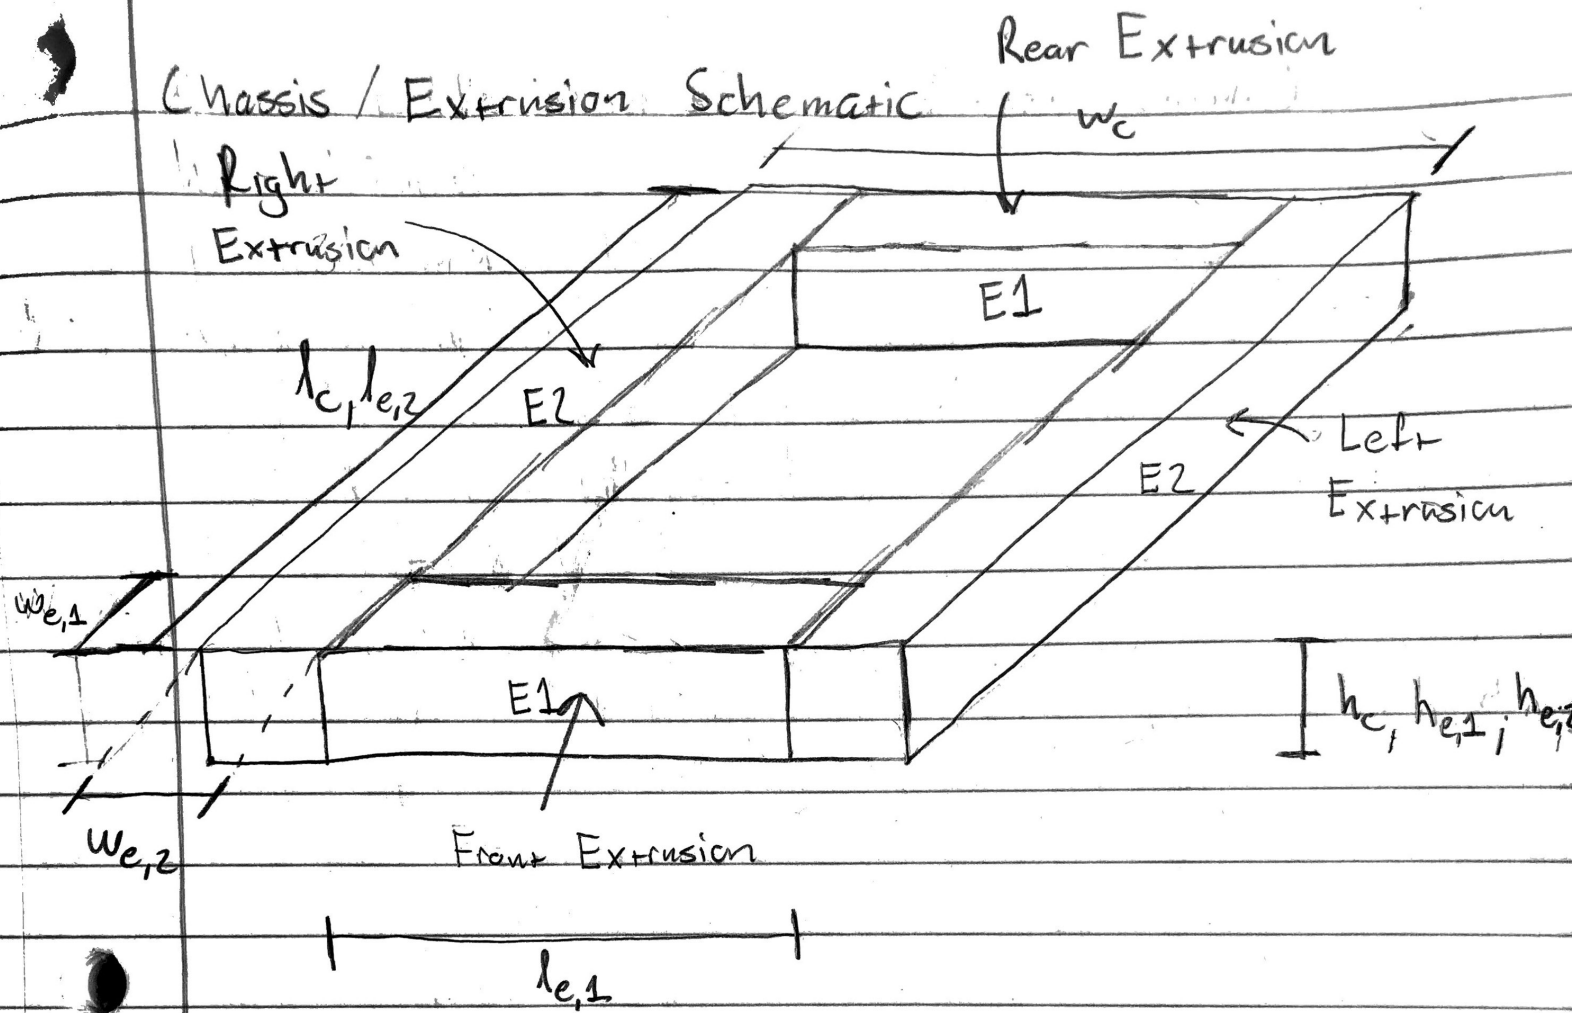 Rear Extrusion
Chassis / Extrusion Schematic
w_c
Right
Extrusion
E1
l_c, l_e,2
E2
Left
Extrusion
E2
w_e,1
E1
h_c, h_e,1; h_e,2
w_e,2
Front Extrusion
l_e,1